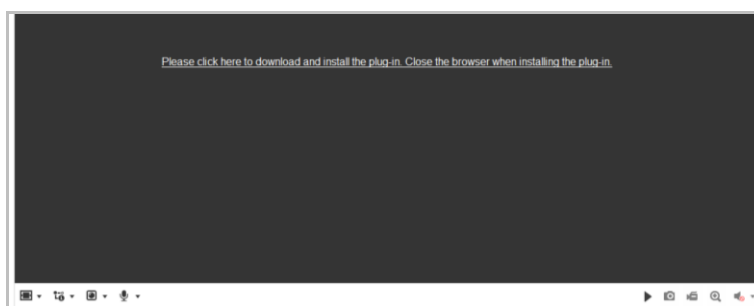 Please click here to download and install the plug-in. Close the browser when installing the plug-in.